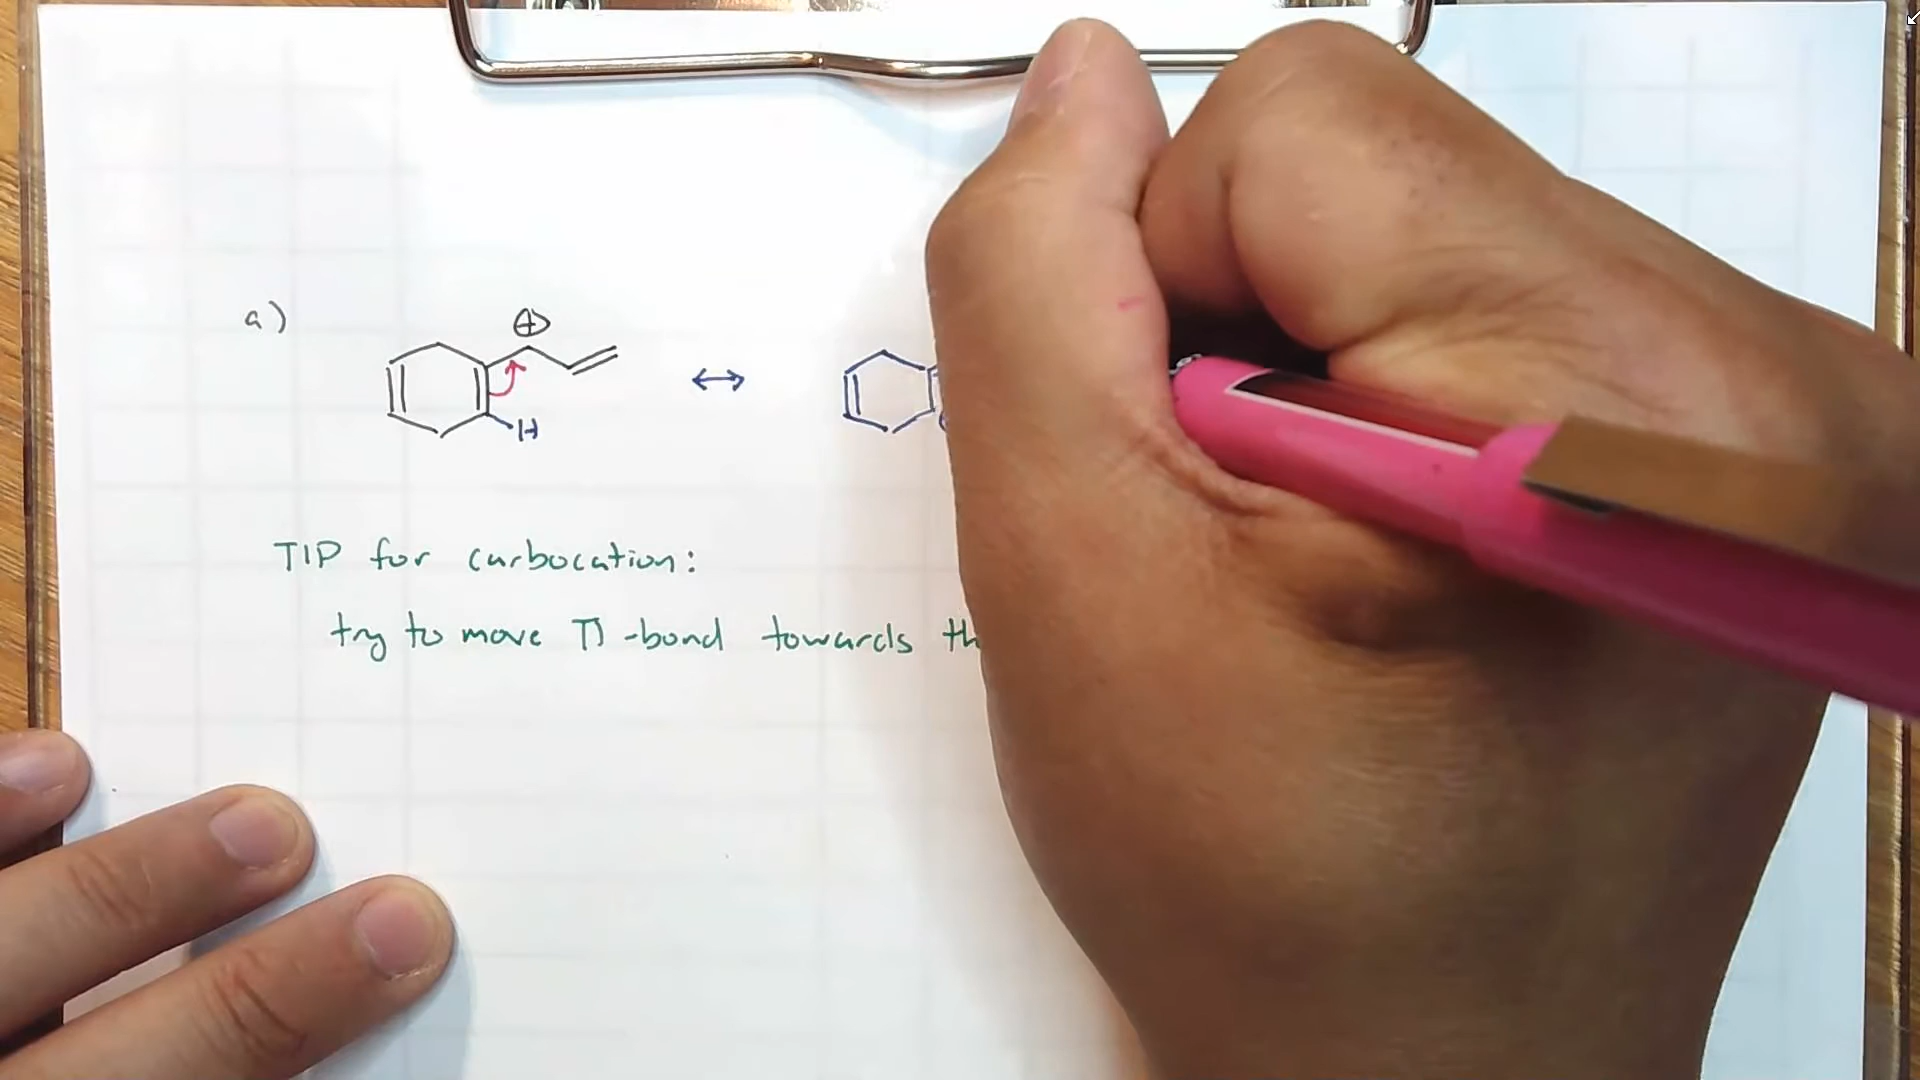 a)
⊕
H
TIP for carbocation:
try to move π-bond towards